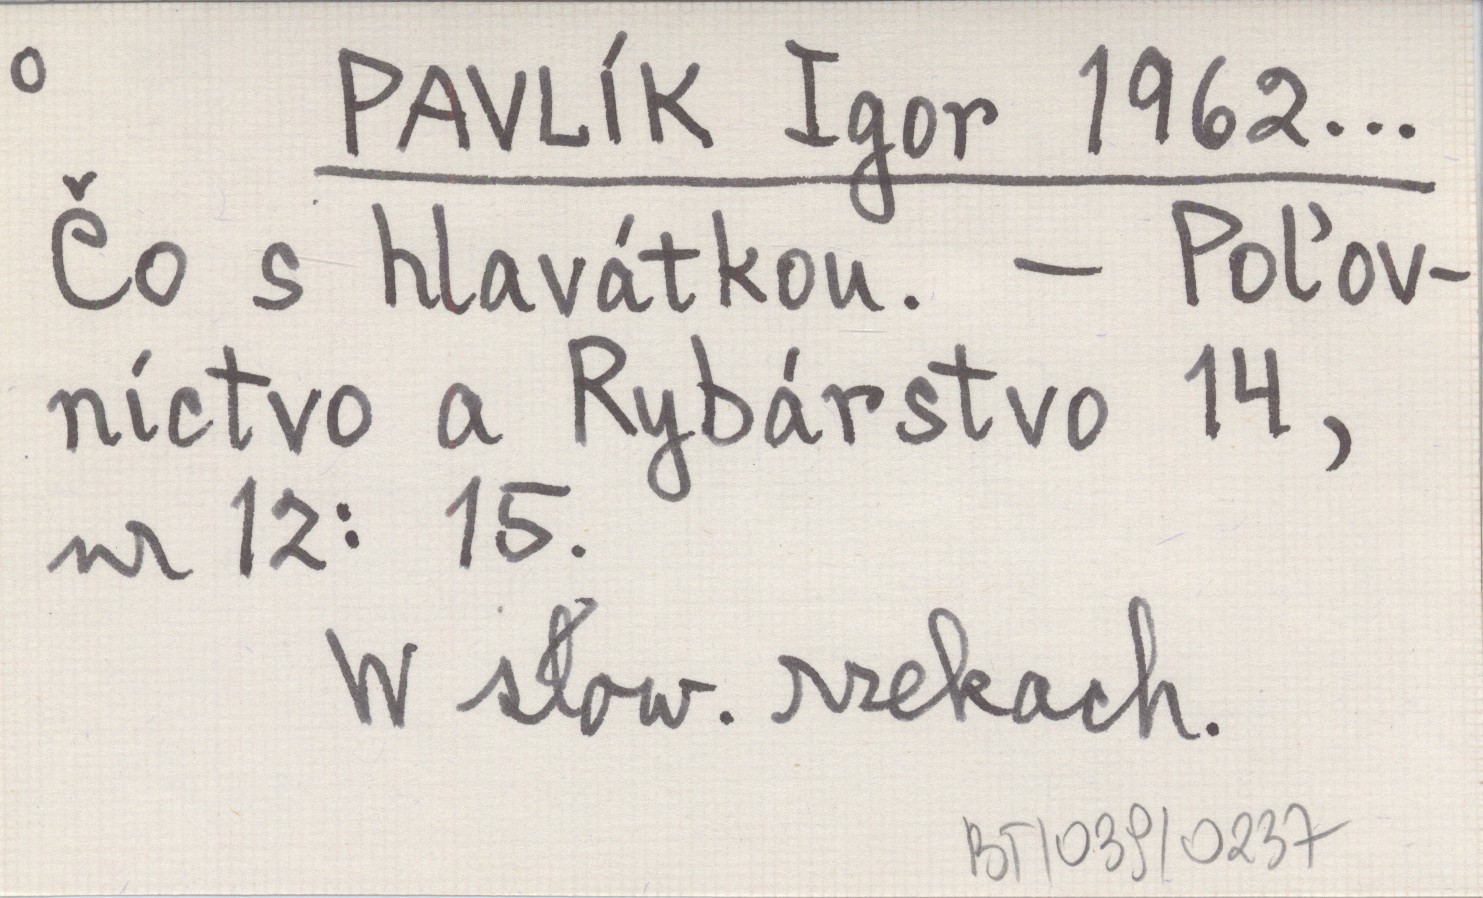 o PAVLÍK Igor 1962...
Čo s hlavátkou. — Poľov-
níctvo a Rybárstvo 14,
nr 12: 15.
W słow. rzekach.
BT/039/0237